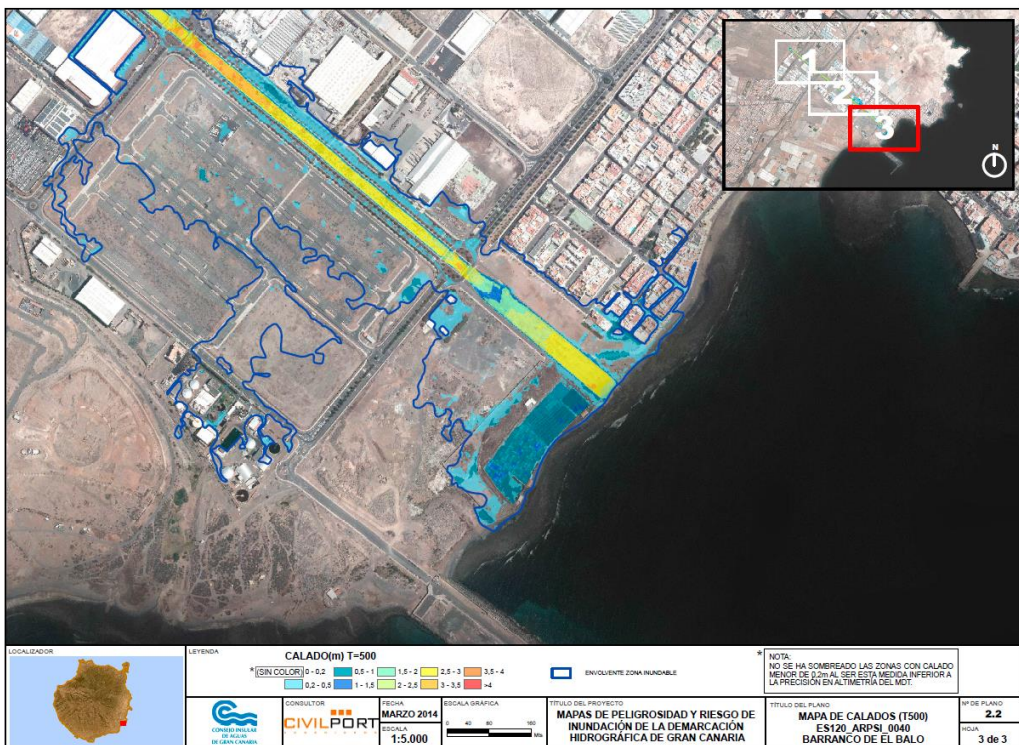 1
2
3
N
LOCALIZADOR
LEYENDA
CALADO(m) T=500
* (SIN COLOR) 0 - 0,2
0,5 - 1
1,5 - 2
2,5 - 3
3,5 - 4
0,2 - 0,5
1 - 1,5
2 - 2,5
3 - 3,5
>4
ENVOLVENTE ZONA INUNDABLE
* NOTA:
NO SE HA SOMBREADO LAS ZONAS CON CALADO
MENOR DE 0,2m AL SER ESTA MEDIDA INFERIOR A
LA PRECISIÓN EN ALTIMETRÍA DEL MDT.
CONSEJO INSULAR
DE AGUAS
DE GRAN CANARIA
CONSULTOR
CIVILPORT
FECHA
MARZO 2014
ESCALA
1:5.000
ESCALA GRÁFICA
0 40 80 160
Mts
TÍTULO DEL PROYECTO
MAPAS DE PELIGROSIDAD Y RIESGO DE
INUNDACIÓN DE LA DEMARCACIÓN
HIDROGRÁFICA DE GRAN CANARIA
TÍTULO DEL PLANO
MAPA DE CALADOS (T500)
ES120_ARPSI_0040
BARRANCO DE EL BALO
Nº DE PLANO
2.2
HOJA
3 de 3